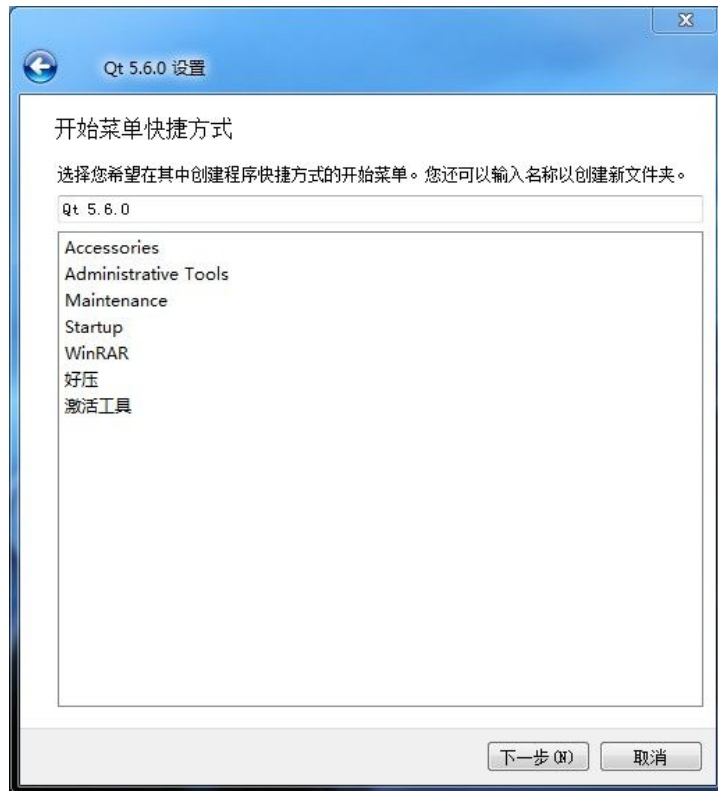 Qt 5.6.0 设置
开始菜单快捷方式
选择您希望在其中创建程序快捷方式的开始菜单。您还可以输入名称以创建新文件夹。
Qt 5.6.0
Accessories
Administrative Tools
Maintenance
Startup
WinRAR
好压
激活工具
下一步(N) 取消